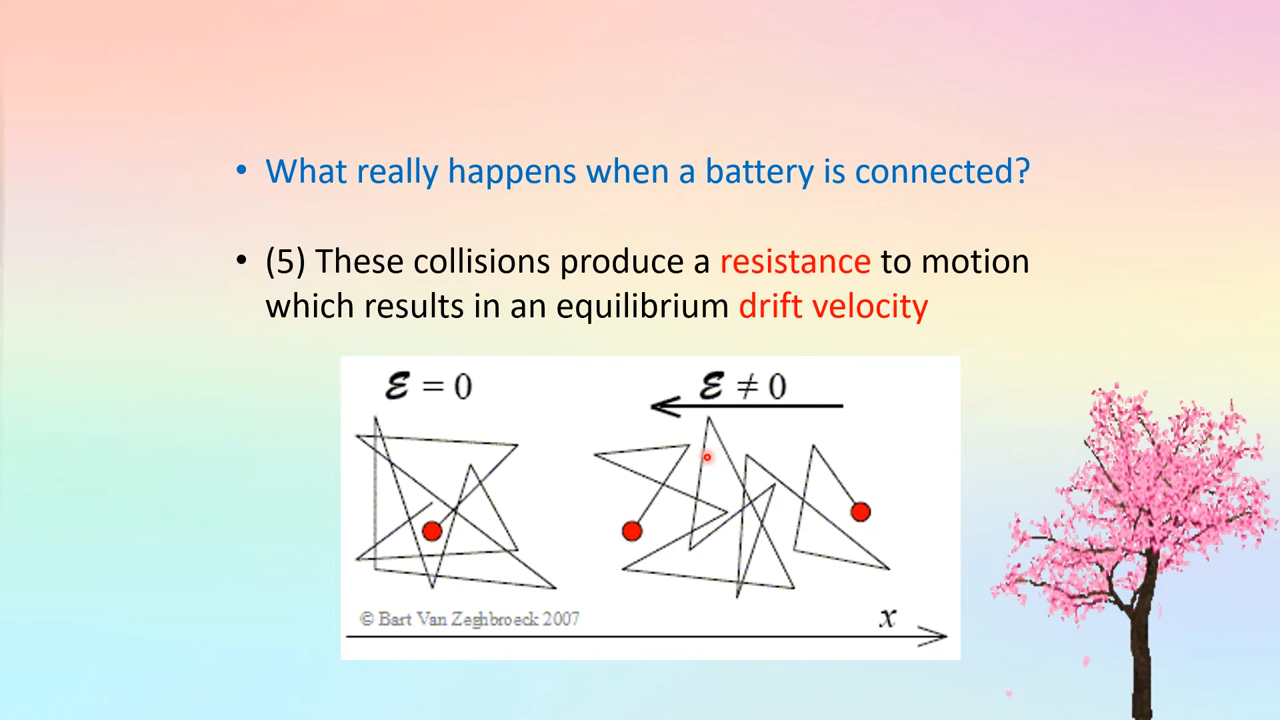 • What really happens when a battery is connected?
• (5) These collisions produce a resistance to motion
which results in an equilibrium drift velocity
ℰ = 0
ℰ ≠ 0
© Bart Van Zeghbroeck 2007
x